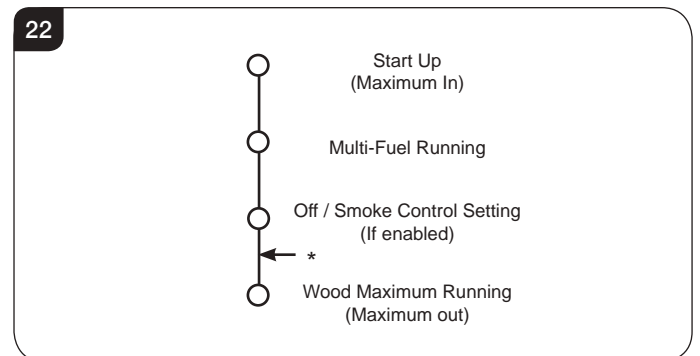 22
Start Up
(Maximum In)
Multi-Fuel Running
Off / Smoke Control Setting
(If enabled)
*
Wood Maximum Running
(Maximum out)